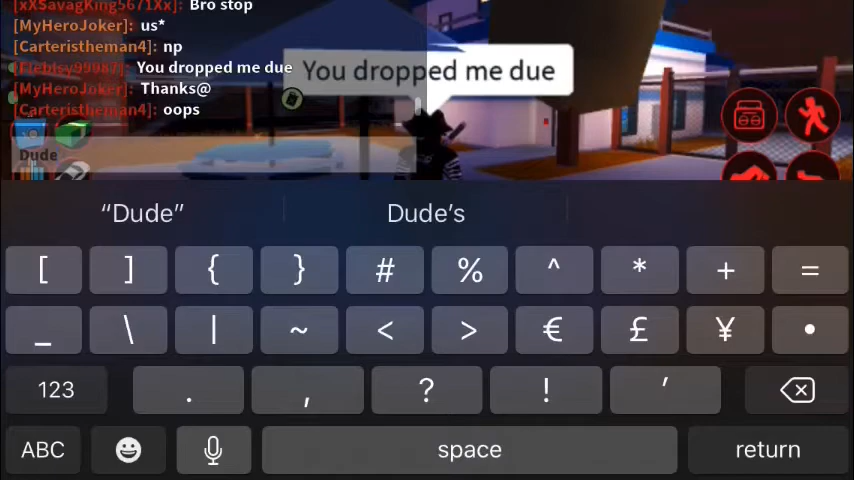 [xXSavagKing5671Xx]: Bro stop
[MyHeroJoker]: us*
[Carteristheman4]: np
You dropped me due
[MyHeroJoker]: Thanks@
[Carteristheman4]: oops
You dropped me due
Dude
“Dude” Dude’s
[ ] { } # % ^ * + =
_ \ | ~ < > € £ ¥ •
123 . , ? ! ’
ABC space return